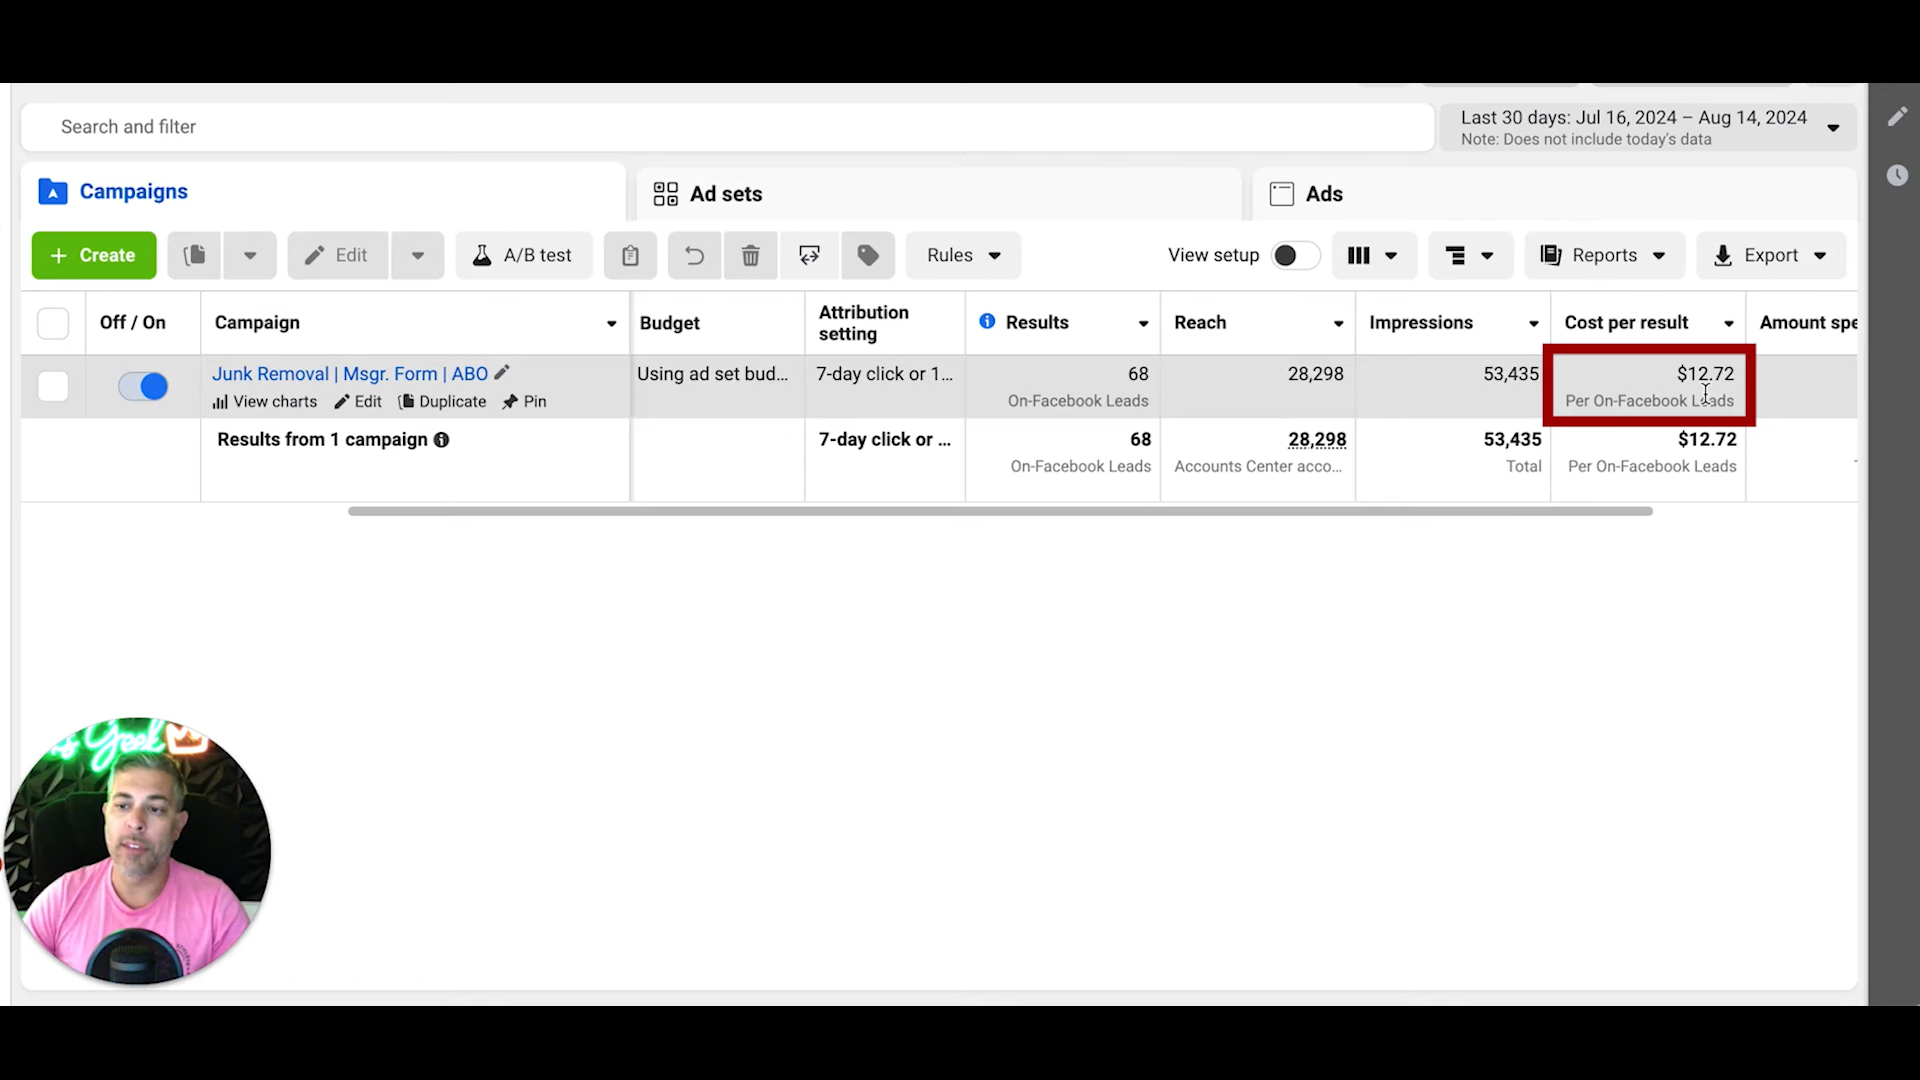 Search and filter
Last 30 days: Jul 16, 2024 – Aug 14, 2024
Note: Does not include today's data
Campaigns
Ad sets
Ads
+ Create
Edit
A/B test
Rules
View setup
Reports
Export
Off / On
Campaign
Budget
Attribution
setting
Results
Reach
Impressions
Cost per result
Amount spe
Junk Removal | Msgr. Form | ABO
View charts
Edit
Duplicate
Pin
Using ad set bud...
7-day click or 1...
68
On-Facebook Leads
28,298
53,435
$12.72
Per On-Facebook Leads
Results from 1 campaign
7-day click or ...
68
On-Facebook Leads
28,298
Accounts Center acco...
53,435
Total
$12.72
Per On-Facebook Leads
Geek